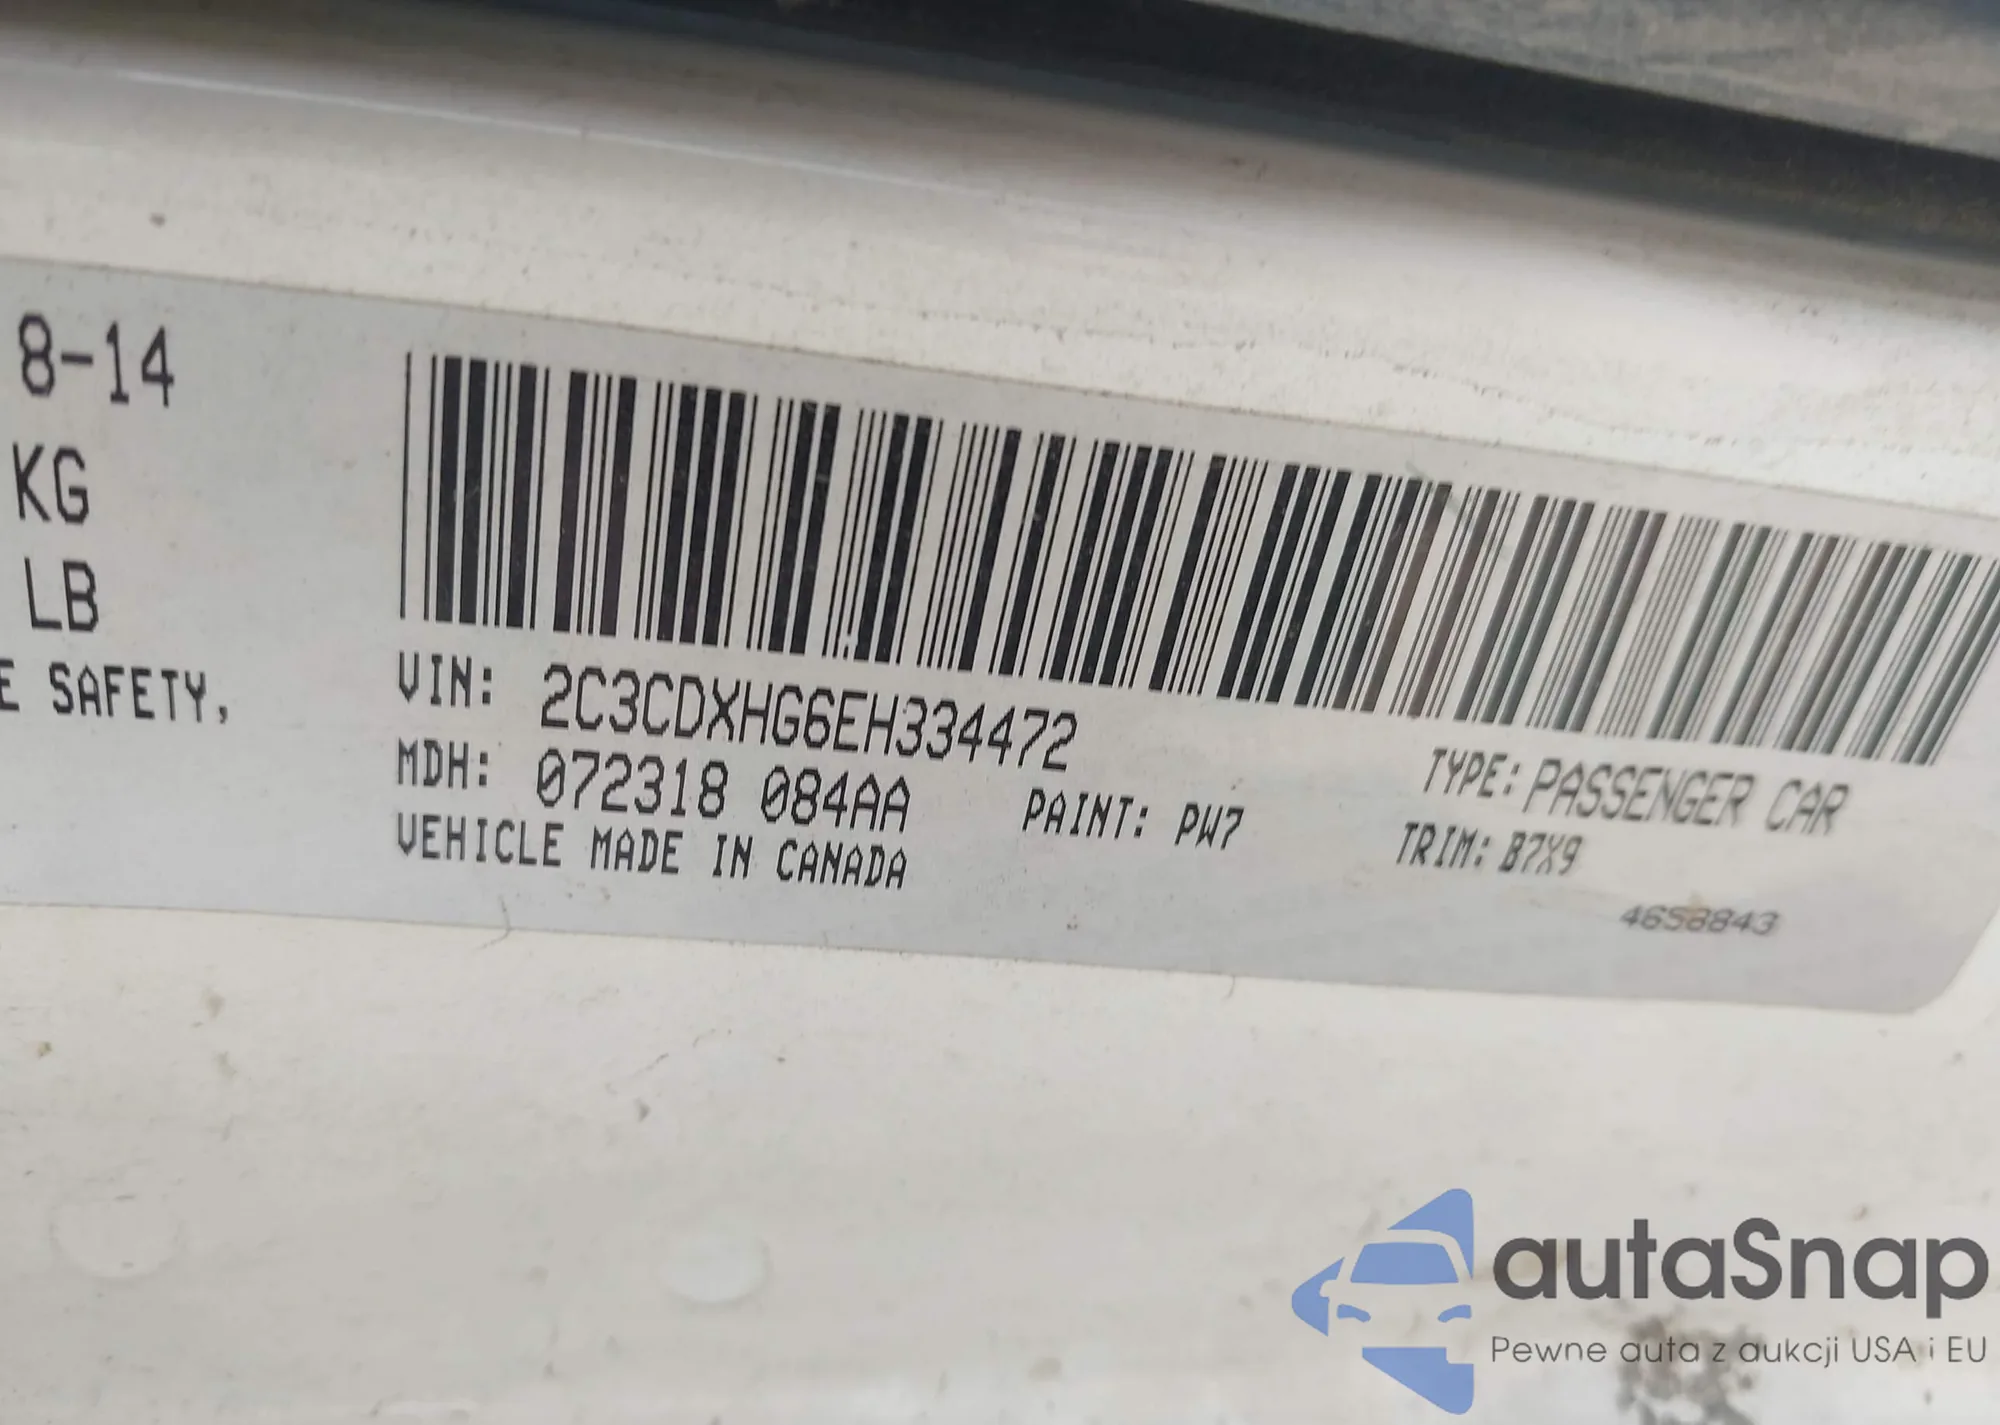 8-14
KG
LB
E SAFETY,
VIN: 2C3CDXHG6EH334472
MDH: 072318 084AA
PAINT: PW7
VEHICLE MADE IN CANADA
TYPE: PASSENGER CAR
TRIM: B7X9
4658843
autaSnap
Pewne auta z aukcji USA i EU